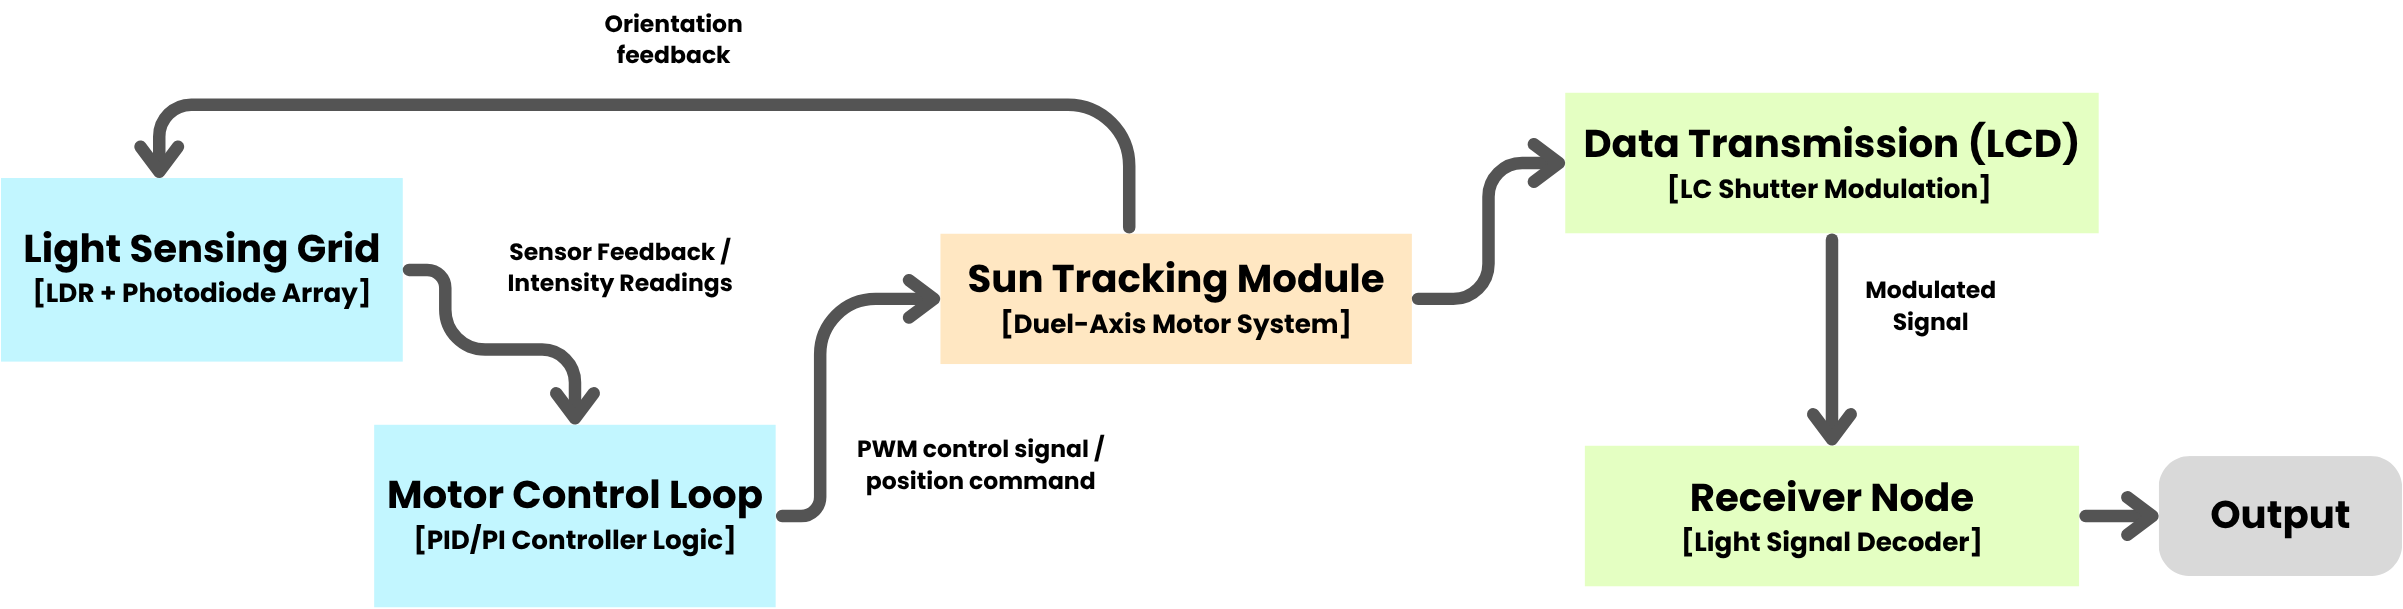 Orientation
feedback
Light Sensing Grid
[LDR + Photodiode Array]
Sensor Feedback /
Intensity Readings
Motor Control Loop
[PID/PI Controller Logic]
PWM control signal /
position command
Sun Tracking Module
[Duel-Axis Motor System]
Data Transmission (LCD)
[LC Shutter Modulation]
Modulated
Signal
Receiver Node
[Light Signal Decoder]
Output